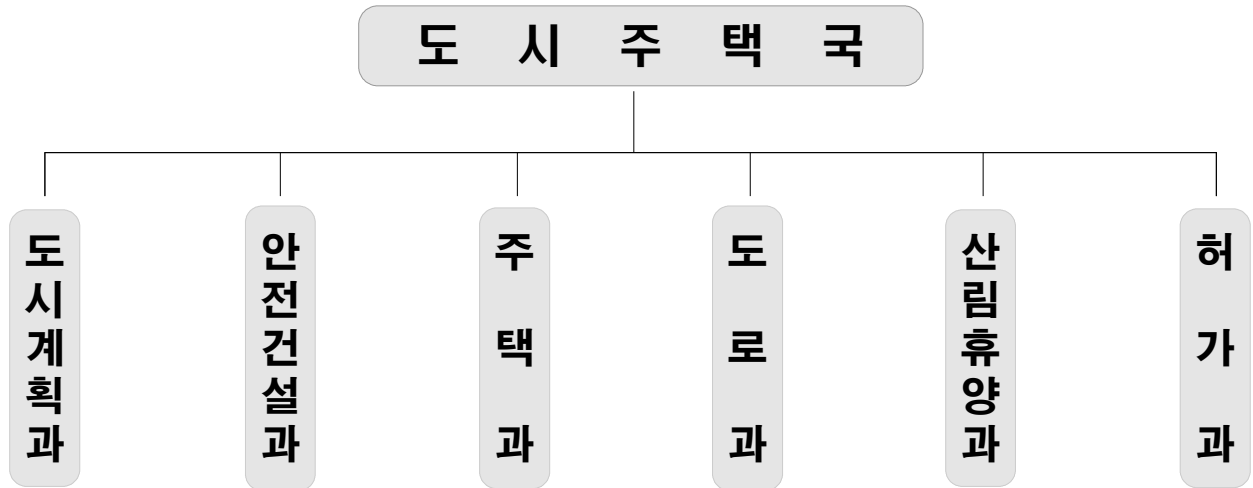 도 시 주 택 국
도시계획과
안전건설과
주택과
도로과
산림휴양과
허가과